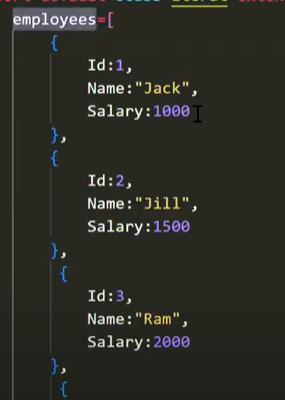 employees=[
{
Id:1,
Name:"Jack",
Salary:1000
},
{
Id:2,
Name:"Jill",
Salary:1500
},
{
Id:3,
Name:"Ram",
Salary:2000
},
{